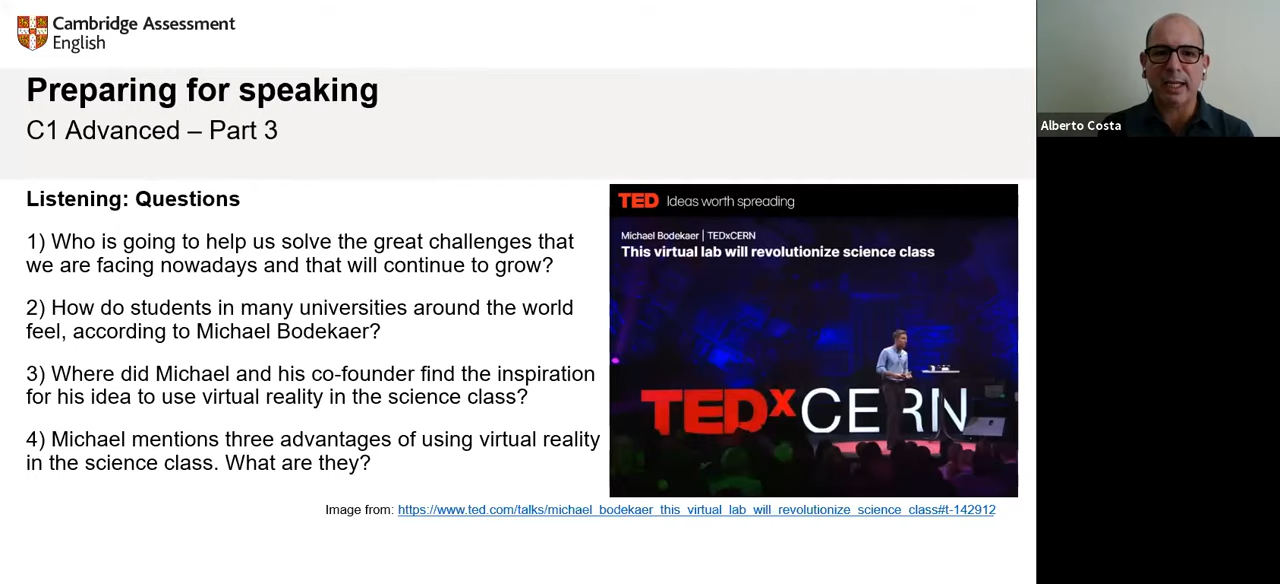 Cambridge Assessment
English
Preparing for speaking
C1 Advanced – Part 3
Alberto Costa
Listening: Questions
1) Who is going to help us solve the great challenges that
we are facing nowadays and that will continue to grow?
2) How do students in many universities around the world
feel, according to Michael Bodekaer?
3) Where did Michael and his co-founder find the inspiration
for his idea to use virtual reality in the science class?
4) Michael mentions three advantages of using virtual reality
in the science class. What are they?
TED Ideas worth spreading
Michael Bodekaer | TEDxCERN
This virtual lab will revolutionize science class
TEDxCERN
Image from: https://www.ted.com/talks/michael_bodekaer_this_virtual_lab_will_revolutionize_science_class#t-142912